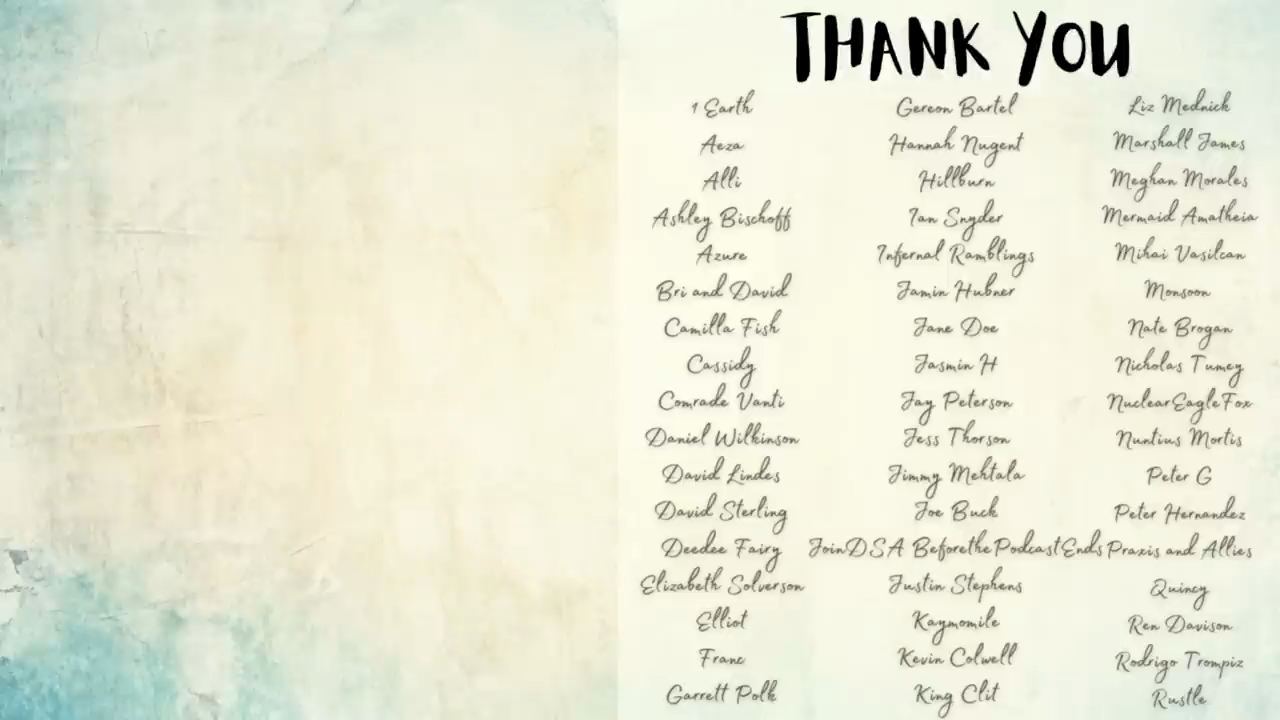 THANK YOU
1 Earth
Aeza
Alli
Ashley Bischoff
Azure
Bri and David
Camilla Fish
Cassidy
Comrade Vanti
Daniel Wilkinson
David Lindes
David Sterling
Deedee Fairy
Elizabeth Solverson
Elliot
Franc
Garrett Polk
Gereon Bartel
Hannah Nugent
Hillburn
Ian Snyder
Infernal Ramblings
Jamin Hubner
Jane Doe
Jasmin H
Jay Peterson
Jess Thorson
Jimmy Mehtala
Joe Buck
JoinDSA BeforethePodcastEnds
Justin Stephens
Kaymomile
Kevin Colwell
King Clit
Liz Mednick
Marshall James
Meghan Morales
Mermaid Amatheia
Mihai Vasilcan
Monsoon
Nate Brogan
Nicholas Tumey
NuclearEagleFox
Nuntius Mortis
Peter G
Peter Hernandez
Praxis and Allies
Quincy
Ren Davison
Rodrigo Trompiz
Rustle